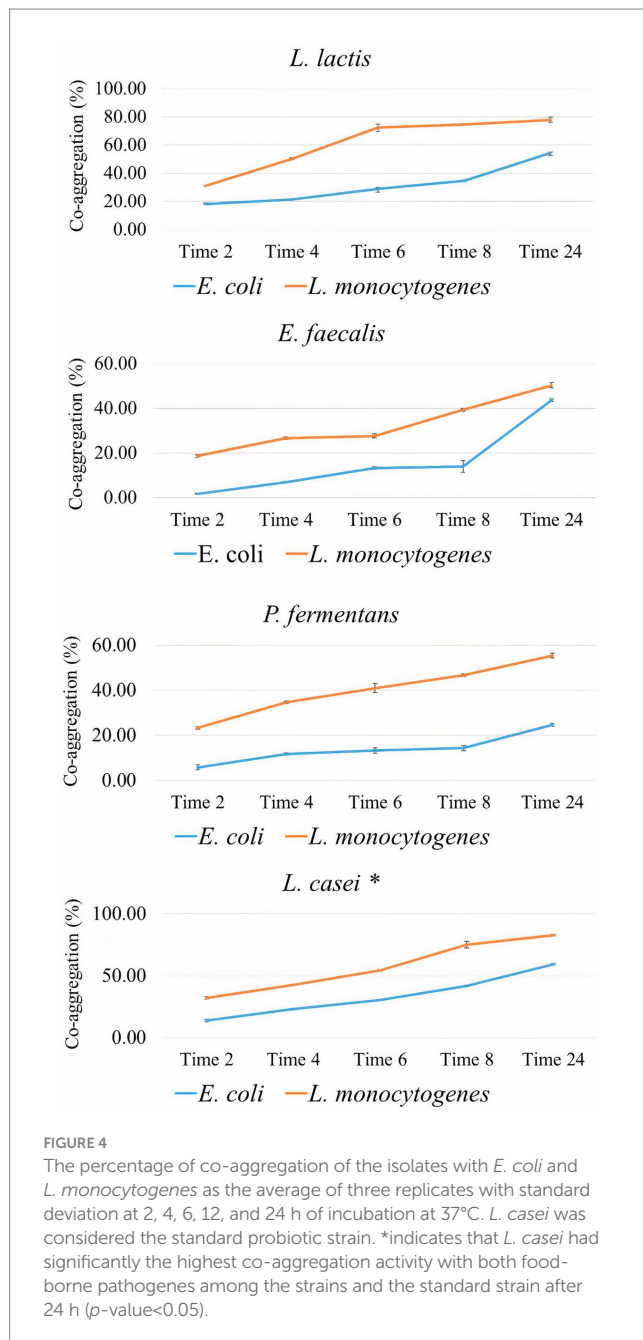 L. lactis
Co-aggregation (%)
100.00
80.00
60.00
40.00
20.00
0.00
Time 2 Time 4 Time 6 Time 8 Time 24
E. coli L. monocytogenes
E. faecalis
Co-aggregation (%)
60.00
40.00
20.00
0.00
Time 2 Time 4 Time 6 Time 8 Time 24
E. coli L. monocytogenes
P. fermentans
Co-aggregation (%)
60.00
40.00
20.00
0.00
Time 2 Time 4 Time 6 Time 8 Time 24
E. coli L. monocytogenes
L. casei *
Co-aggregation (%)
100.00
50.00
0.00
Time 2 Time 4 Time 6 Time 8 Time 24
E. coli L. monocytogenes
FIGURE 4
The percentage of co-aggregation of the isolates with E. coli and
L. monocytogenes as the average of three replicates with standard
deviation at 2, 4, 6, 12, and 24 h of incubation at 37°C. L. casei was
considered the standard probiotic strain. *indicates that L. casei had
significantly the highest co-aggregation activity with both food-
borne pathogenes among the strains and the standard strain after
24 h (p-value<0.05).